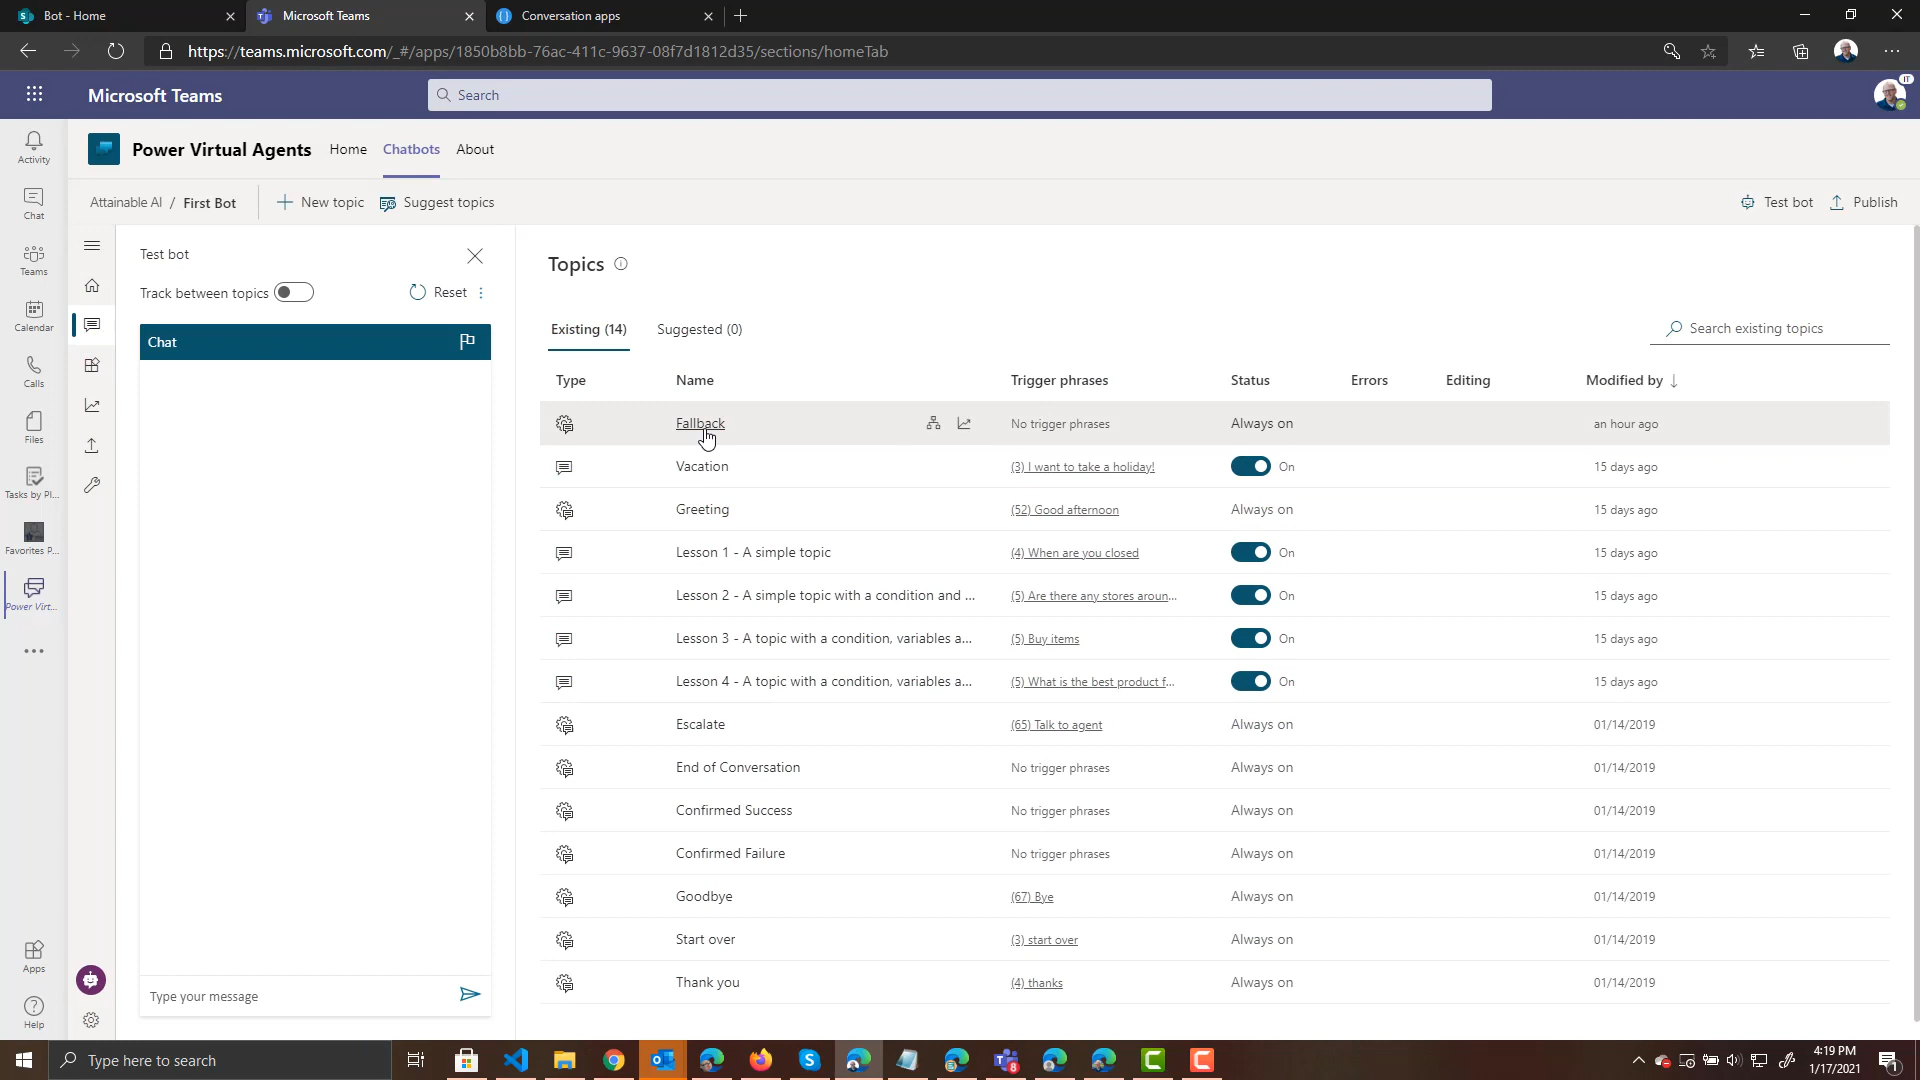 Bot - Home
Microsoft Teams
Conversation apps
https://teams.microsoft.com/_#/apps/1850b8bb-76ac-411c-9637-08f7d1812d35/sections/homeTab
Microsoft Teams
Search
IT
Activity
Chat
Teams
Calendar
Calls
Files
Tasks by Pl...
Favorites P...
Power Virt...
Apps
Help
Power Virtual Agents
Home
Chatbots
About
Attainable AI / First Bot
New topic
Suggest topics
Test bot
Publish
Test bot
Track between topics
Reset
Chat
Type your message
Topics
Existing (14)
Suggested (0)
Search existing topics
Type Name Trigger phrases Status Errors Editing Modified by
Fallback No trigger phrases Always on an hour ago
Vacation (3) I want to take a holiday! On 15 days ago
Greeting (52) Good afternoon Always on 15 days ago
Lesson 1 - A simple topic (4) When are you closed On 15 days ago
Lesson 2 - A simple topic with a condition and ... (5) Are there any stores aroun... On 15 days ago
Lesson 3 - A topic with a condition, variables a... (5) Buy items On 15 days ago
Lesson 4 - A topic with a condition, variables a... (5) What is the best product f... On 15 days ago
Escalate (65) Talk to agent Always on 01/14/2019
End of Conversation No trigger phrases Always on 01/14/2019
Confirmed Success No trigger phrases Always on 01/14/2019
Confirmed Failure No trigger phrases Always on 01/14/2019
Goodbye (67) Bye Always on 01/14/2019
Start over (3) start over Always on 01/14/2019
Thank you (4) thanks Always on 01/14/2019
Type here to search
8
4:19 PM
1/17/2021
1